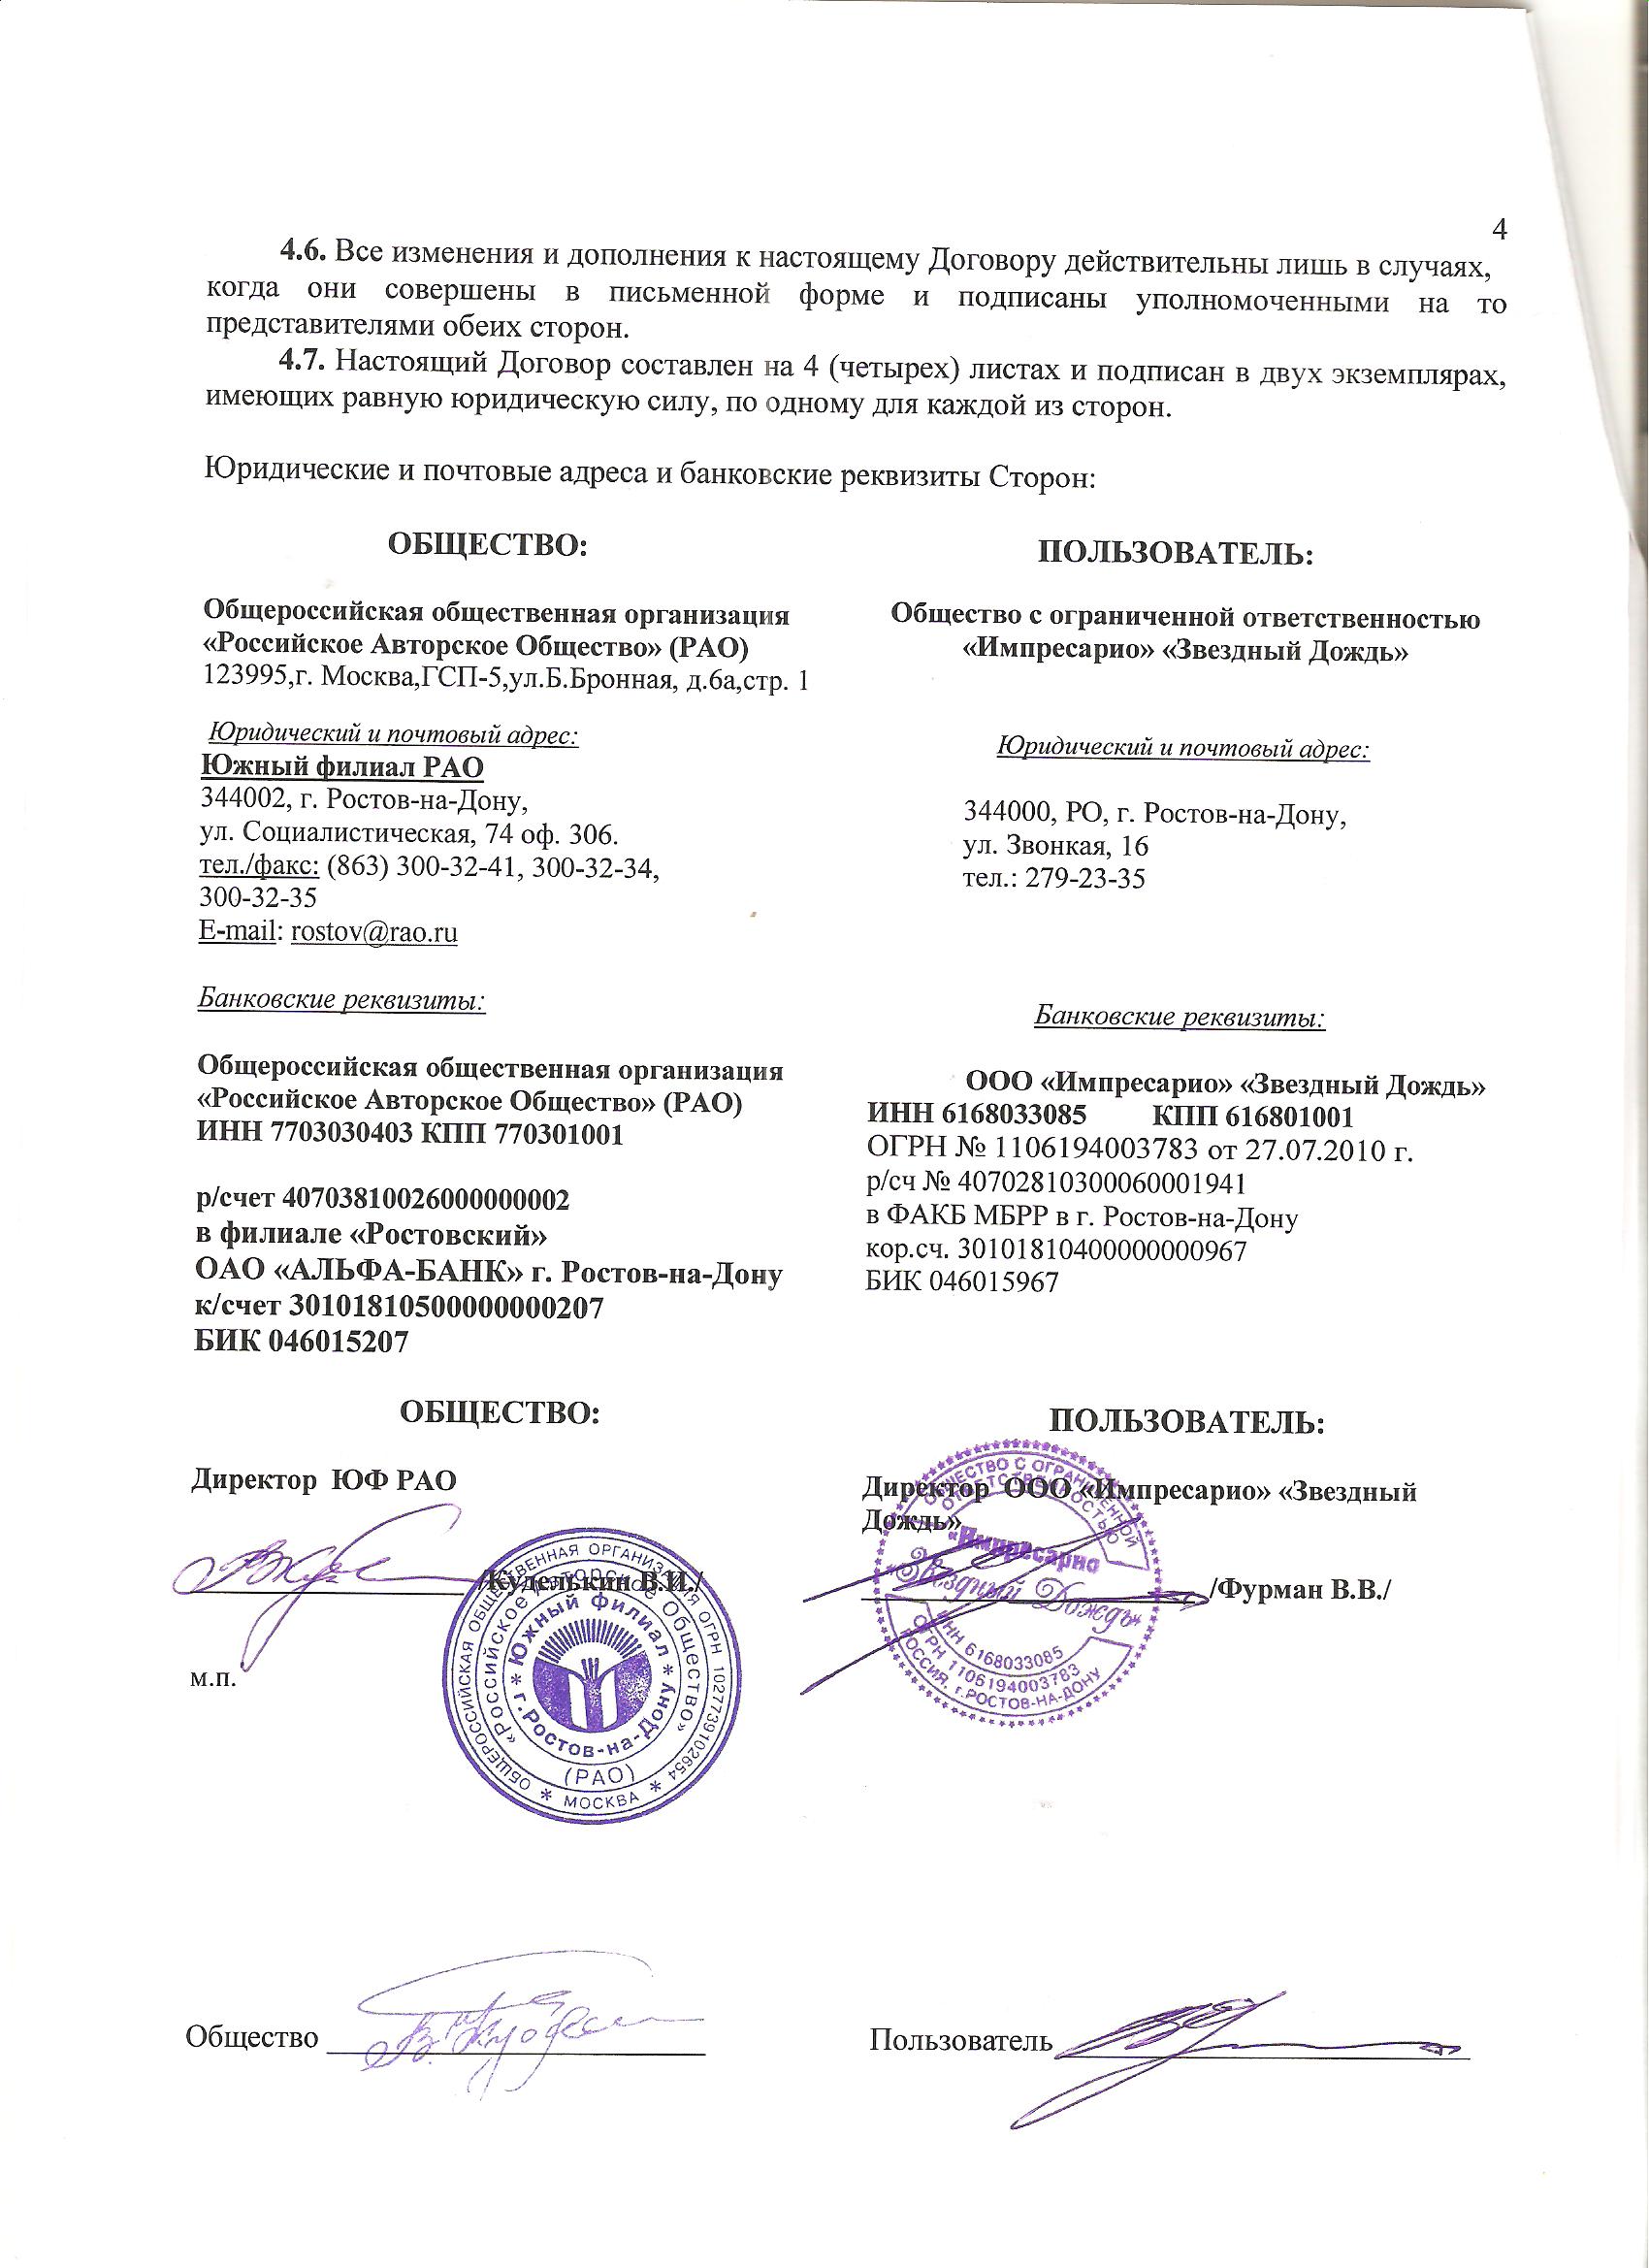 4
4.6. Все изменения и дополнения к настоящему Договору действительны лишь в случаях,
когда они совершены в письменной форме и подписаны уполномоченными на то
представителями обеих сторон.
4.7. Настоящий Договор составлен на 4 (четырех) листах и подписан в двух экземплярах,
имеющих равную юридическую силу, по одному для каждой из сторон.
Юридические и почтовые адреса и банковские реквизиты Сторон:
ОБЩЕСТВО:
Общероссийская общественная организация
«Российское Авторское Общество» (РАО)
123995,г. Москва,ГСП-5,ул.Б.Бронная, д.6а,стр. 1
Юридический и почтовый адрес:
Южный филиал РАО
344002, г. Ростов-на-Дону,
ул. Социалистическая, 74 оф. 306.
тел./факс: (863) 300-32-41, 300-32-34,
300-32-35
E-mail: rostov@rao.ru
Банковские реквизиты:
Общероссийская общественная организация
«Российское Авторское Общество» (РАО)
ИНН 7703030403 КПП 770301001
р/счет 40703810026000000002
в филиале «Ростовский»
ОАО «АЛЬФА-БАНК» г. Ростов-на-Дону
к/счет 30101810500000000207
БИК 046015207
ПОЛЬЗОВАТЕЛЬ:
Общество с ограниченной ответственностью
«Импресарио» «Звездный Дождь»
Юридический и почтовый адрес:
344000, РО, г. Ростов-на-Дону,
ул. Звонкая, 16
тел.: 279-23-35
Банковские реквизиты:
ООО «Импресарио» «Звездный Дождь»
ИНН 6168033085 КПП 616801001
ОГРН № 1106194003783 от 27.07.2010 г.
р/сч № 40702810300060001941
в ФАКБ МБРР в г. Ростов-на-Дону
кор.сч. 30101810400000000967
БИК 046015967
ОБЩЕСТВО:
Директор ЮФ РАО
/Куделькин В.И./
м.п.
ОБЩЕРОССИЙСКАЯ ОБЩЕСТВЕННАЯ ОРГАНИЗАЦИЯ ОГРН 1027739102654
* МОСКВА *
«Российское Авторское Общество»
(РАО)
* Южный филиал *
г.Ростов-на-Дону
ПОЛЬЗОВАТЕЛЬ:
Директор ООО «Импресарио» «Звездный
Дождь»
/Фурман В.В./
ОБЩЕСТВО С ОГРАНИЧЕННОЙ
ОТВЕТСТВЕННОСТЬЮ
«Импресарио
«Звездный Дождь»
ИНН 6168033085
ОГРН 1106194003783
РОССИЯ, г.РОСТОВ-НА-ДОНУ
Общество
Пользователь